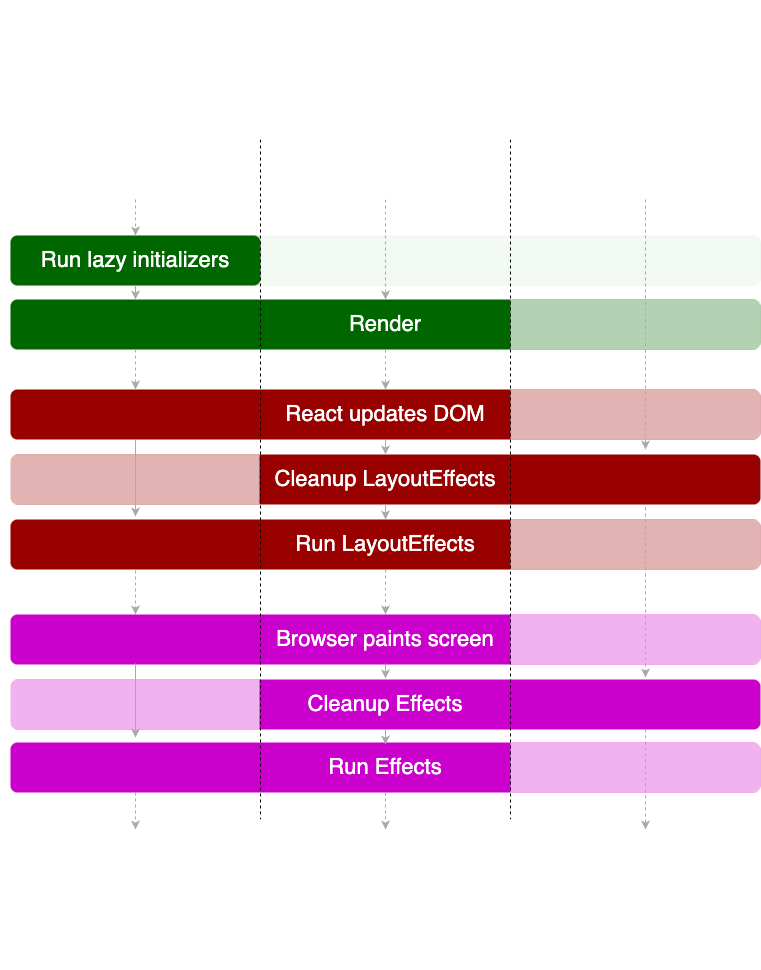 Run lazy initializers
Render
React updates DOM
Cleanup LayoutEffects
Run LayoutEffects
Browser paints screen
Cleanup Effects
Run Effects